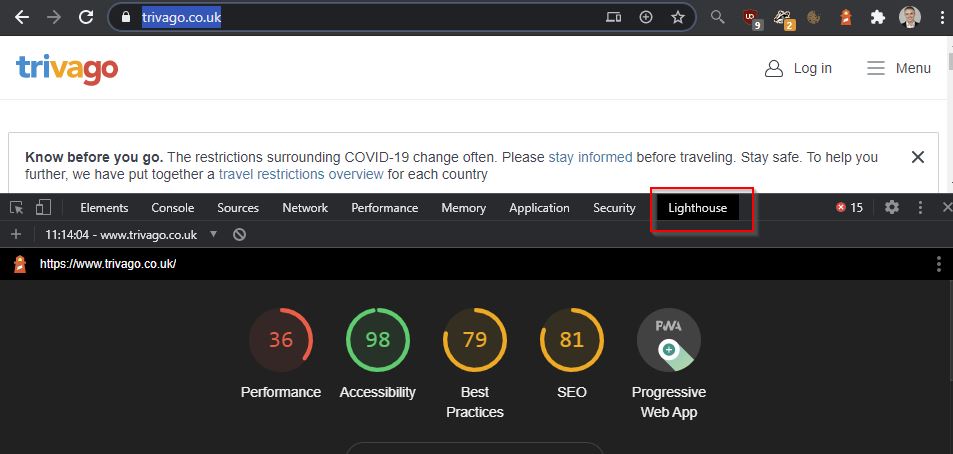 trivago.co.uk
UD
9
2
trivago
Log in
Menu
Know before you go. The restrictions surrounding COVID-19 change often. Please stay informed before traveling. Stay safe. To help you
further, we have put together a travel restrictions overview for each country
Elements Console Sources Network Performance Memory Application Security Lighthouse 15
11:14:04 - www.trivago.co.uk
https://www.trivago.co.uk/
36 98 79 81 PWA
Performance Accessibility Best Practices SEO Progressive Web App